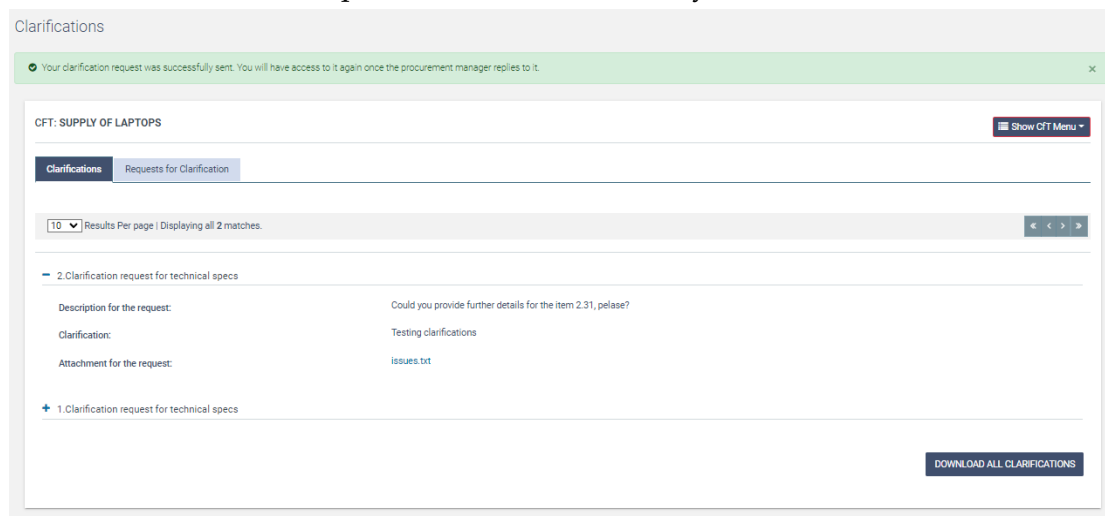 Clarifications
Your clarification request was successfully sent. You will have access to it again once the procurement manager replies to it. ×
CFT: SUPPLY OF LAPTOPS
Show CfT Menu
Clarifications Requests for Clarification
10 Results Per page | Displaying all 2 matches. « < > »
2.Clarification request for technical specs
Description for the request: Could you provide further details for the item 2.31, pelase?
Clarification: Testing clarifications
Attachment for the request: issues.txt
1.Clarification request for technical specs
DOWNLOAD ALL CLARIFICATIONS